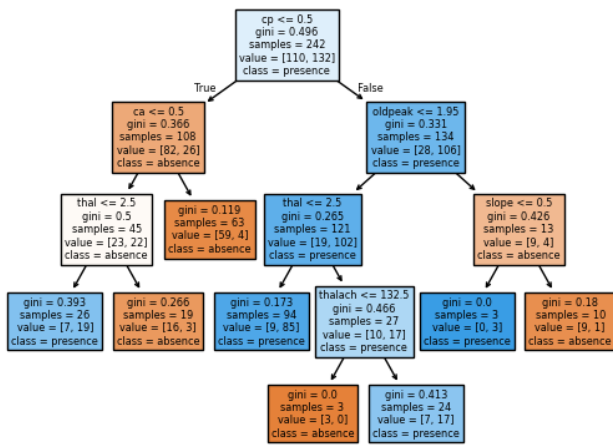 cp <= 0.5
gini = 0.496
samples = 242
value = [110, 132]
class = presence
True
False
ca <= 0.5
gini = 0.366
samples = 108
value = [82, 26]
class = absence
oldpeak <= 1.95
gini = 0.331
samples = 134
value = [28, 106]
class = presence
thal <= 2.5
gini = 0.5
samples = 45
value = [23, 22]
class = absence
gini = 0.119
samples = 63
value = [59, 4]
class = absence
thal <= 2.5
gini = 0.265
samples = 121
value = [19, 102]
class = presence
slope <= 0.5
gini = 0.426
samples = 13
value = [9, 4]
class = absence
gini = 0.393
samples = 26
value = [7, 19]
class = presence
gini = 0.266
samples = 19
value = [16, 3]
class = absence
gini = 0.173
samples = 94
value = [9, 85]
class = presence
thalach <= 132.5
gini = 0.466
samples = 27
value = [10, 17]
class = presence
gini = 0.0
samples = 3
value = [0, 3]
class = presence
gini = 0.18
samples = 10
value = [9, 1]
class = absence
gini = 0.0
samples = 3
value = [3, 0]
class = absence
gini = 0.413
samples = 24
value = [7, 17]
class = presence